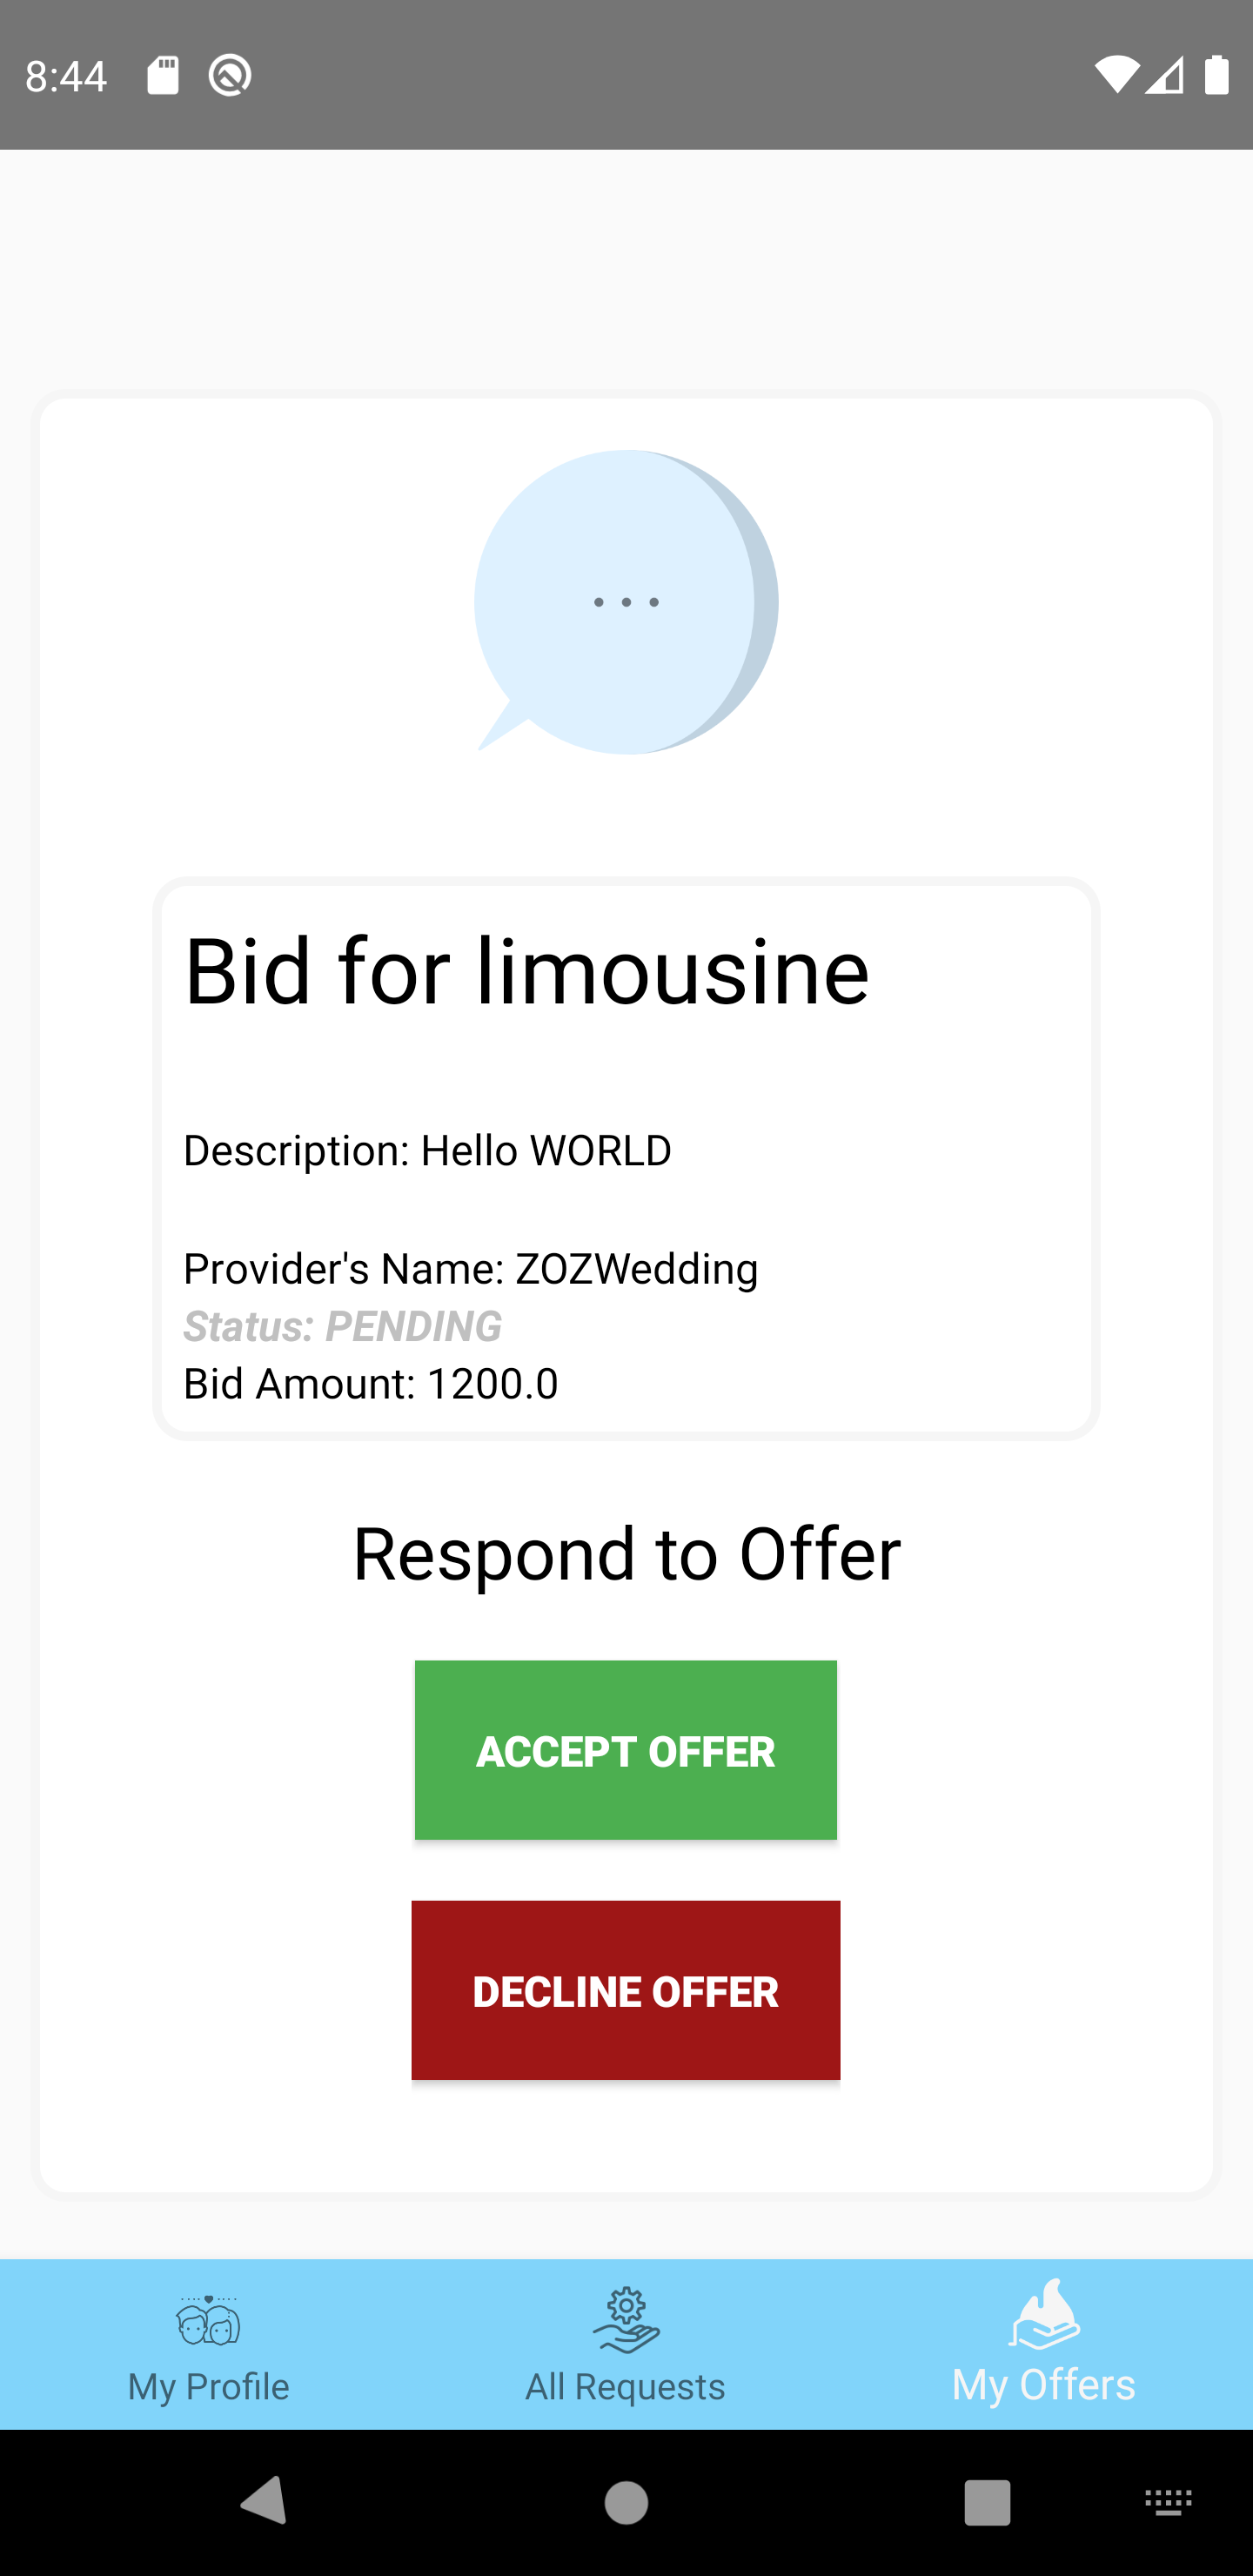 8:44
Bid for limousine
Description: Hello WORLD
Provider's Name: ZOZWedding
Status: PENDING
Bid Amount: 1200.0
Respond to Offer
ACCEPT OFFER
DECLINE OFFER
My Profile
All Requests
My Offers